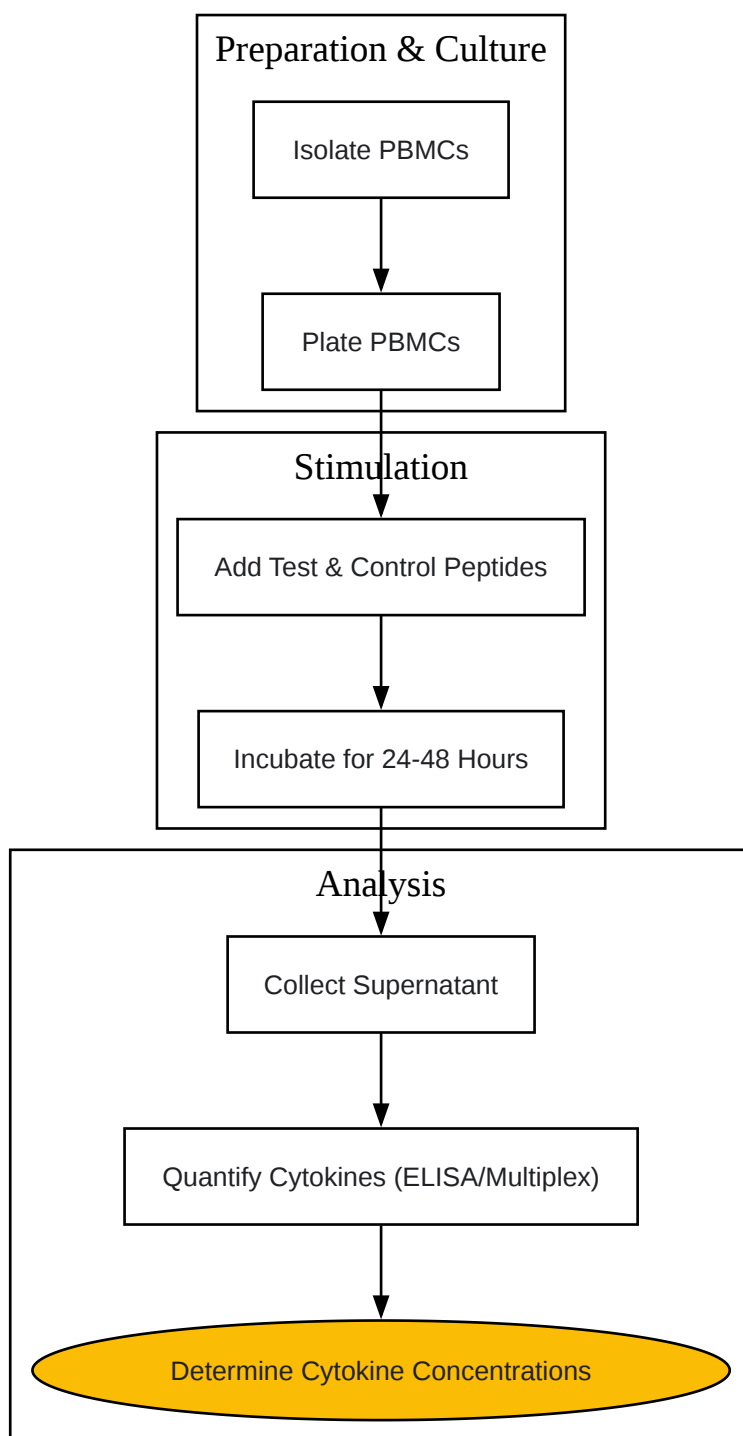 Preparation & Culture
Isolate PBMCs
Plate PBMCs
Stimulation
Add Test & Control Peptides
Incubate for 24-48 Hours
Analysis
Collect Supernatant
Quantify Cytokines (ELISA/Multiplex)
Determine Cytokine Concentrations